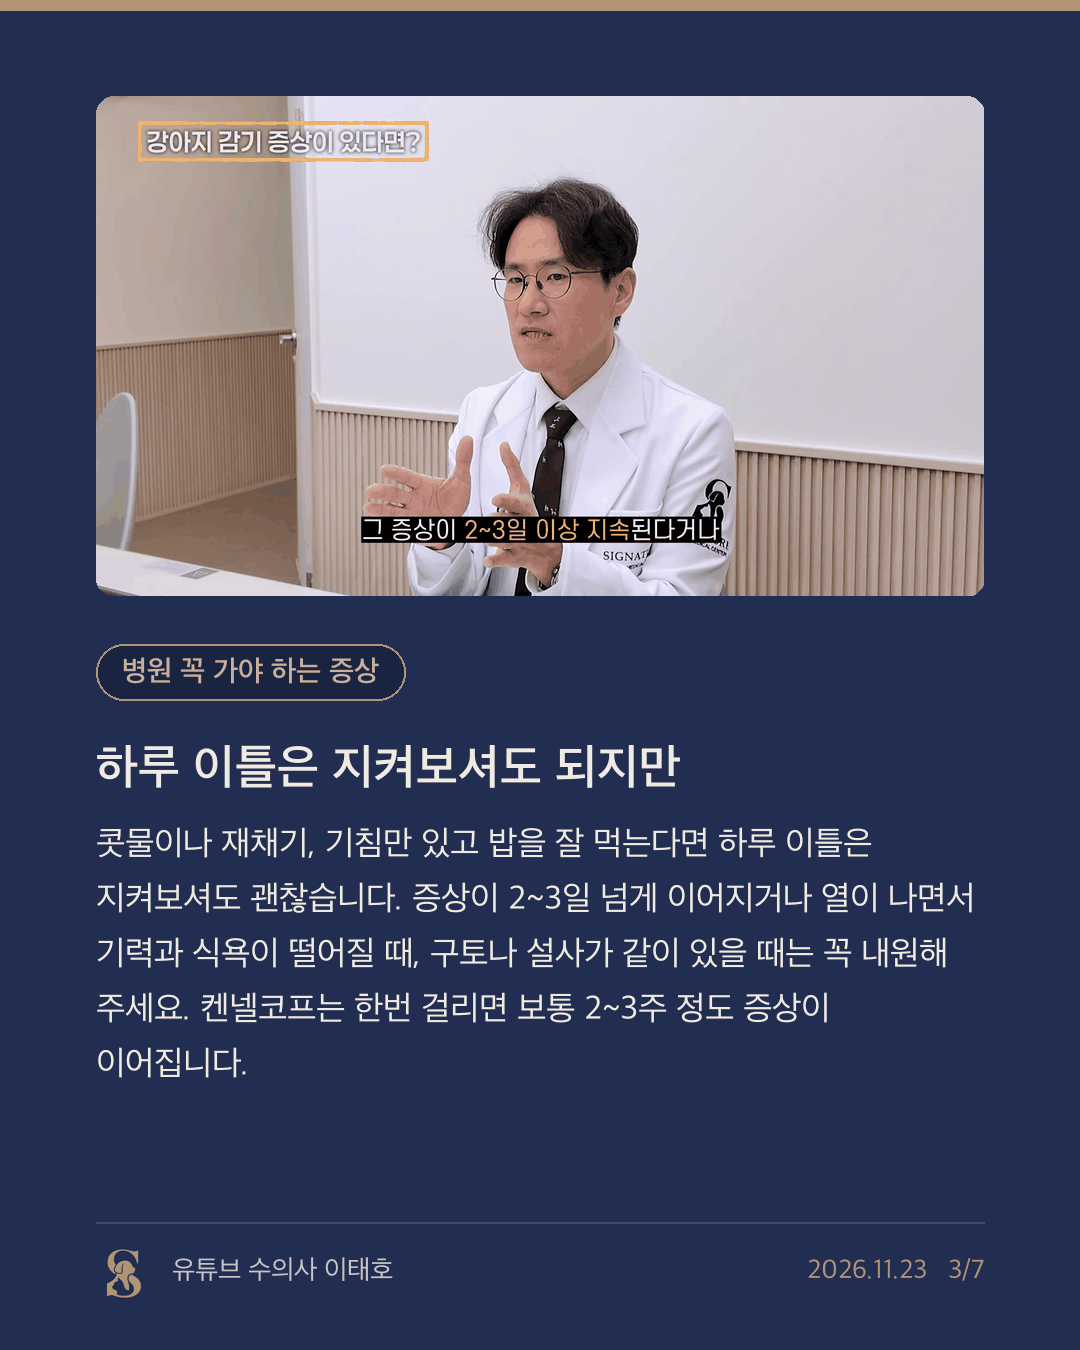 강아지 감기 증상이 있다면?
그 증상이 2~3일 이상 지속된다거나
SIGNAT
병원 꼭 가야 하는 증상
하루 이틀은 지켜보셔도 되지만
콧물이나 재채기, 기침만 있고 밥을 잘 먹는다면 하루 이틀은
지켜보셔도 괜찮습니다. 증상이 2~3일 넘게 이어지거나 열이 나면서
기력과 식욕이 떨어질 때, 구토나 설사가 같이 있을 때는 꼭 내원해
주세요. 켄넬코프는 한번 걸리면 보통 2~3주 정도 증상이
이어집니다.
유튜브 수의사 이태호
2026.11.23 3/7